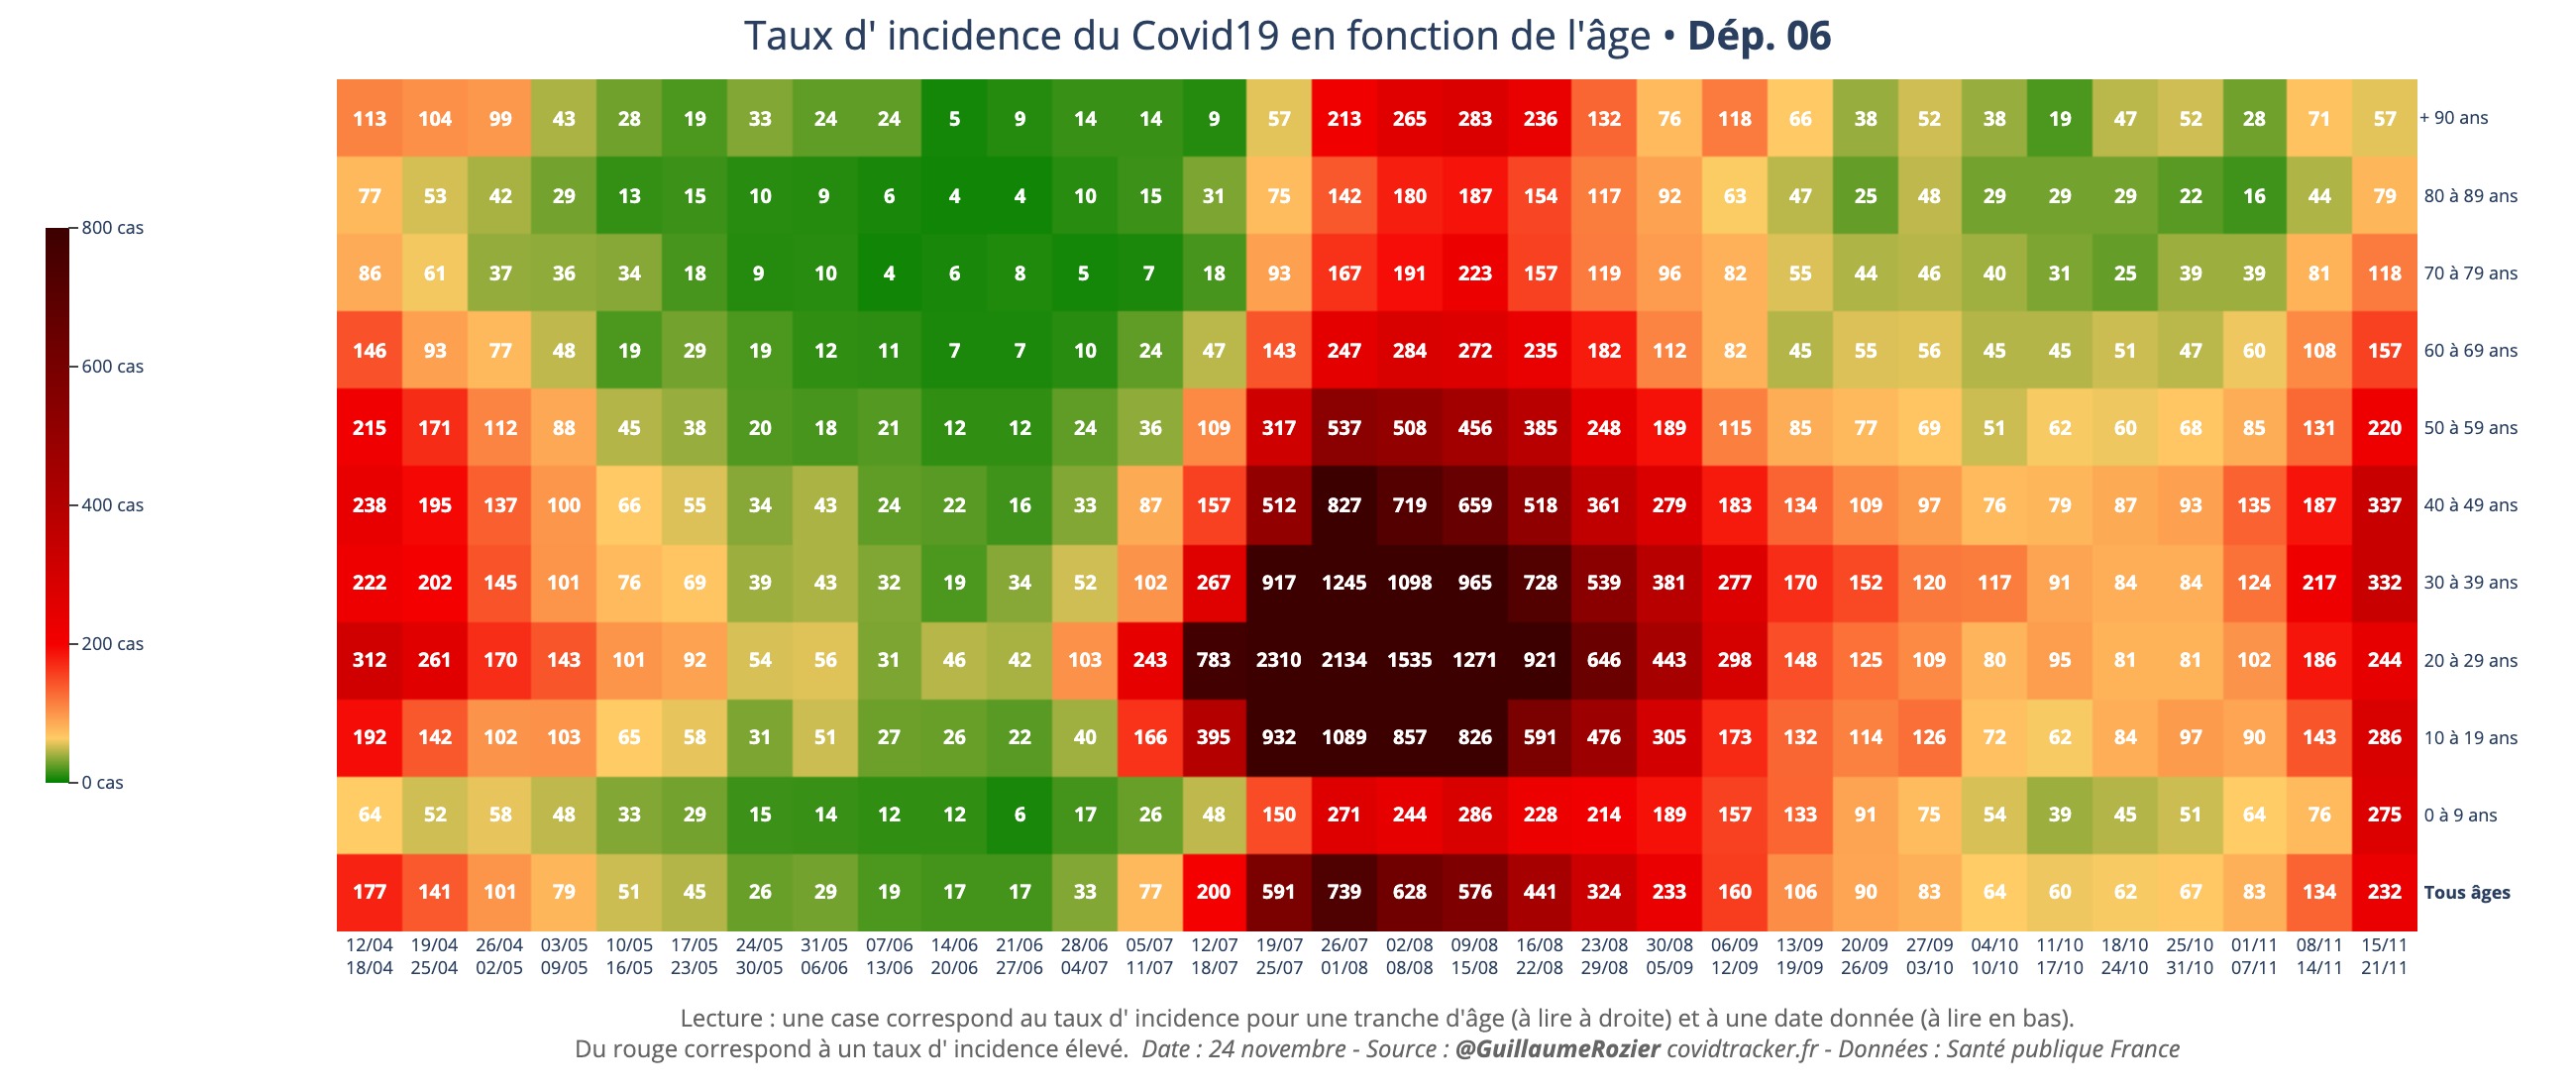 Taux d' incidence du Covid19 en fonction de l'âge • Dép. 06
800 cas
600 cas
400 cas
200 cas
0 cas
113 104 99 43 28 19 33 24 24 5 9 14 14 9 57 213 265 283 236 132 76 118 66 38 52 38 19 47 52 28 71 57 + 90 ans
77 53 42 29 13 15 10 9 6 4 4 10 15 31 75 142 180 187 154 117 92 63 47 25 48 29 29 29 22 16 44 79 80 à 89 ans
86 61 37 36 34 18 9 10 4 6 8 5 7 18 93 167 191 223 157 119 96 82 55 44 46 40 31 25 39 39 81 118 70 à 79 ans
146 93 77 48 19 29 19 12 11 7 7 10 24 47 143 247 284 272 235 182 112 82 45 55 56 45 45 51 47 60 108 157 60 à 69 ans
215 171 112 88 45 38 20 18 21 12 12 24 36 109 317 537 508 456 385 248 189 115 85 77 69 51 62 60 68 85 131 220 50 à 59 ans
238 195 137 100 66 55 34 43 24 22 16 33 87 157 512 827 719 659 518 361 279 183 134 109 97 76 79 87 93 135 187 337 40 à 49 ans
222 202 145 101 76 69 39 43 32 19 34 52 102 267 917 1245 1098 965 728 539 381 277 170 152 120 117 91 84 84 124 217 332 30 à 39 ans
312 261 170 143 101 92 54 56 31 46 42 103 243 783 2310 2134 1535 1271 921 646 443 298 148 125 109 80 95 81 81 102 186 244 20 à 29 ans
192 142 102 103 65 58 31 51 27 26 22 40 166 395 932 1089 857 826 591 476 305 173 132 114 126 72 62 84 97 90 143 286 10 à 19 ans
64 52 58 48 33 29 15 14 12 12 6 17 26 48 150 271 244 286 228 214 189 157 133 91 75 54 39 45 51 64 76 275 0 à 9 ans
177 141 101 79 51 45 26 29 19 17 17 33 77 200 591 739 628 576 441 324 233 160 106 90 83 64 60 62 67 83 134 232 Tous âges
12/04 19/04 26/04 03/05 10/05 17/05 24/05 31/05 07/06 14/06 21/06 28/06 05/07 12/07 19/07 26/07 02/08 09/08 16/08 23/08 30/08 06/09 13/09 20/09 27/09 04/10 11/10 18/10 25/10 01/11 08/11 15/11
18/04 25/04 02/05 09/05 16/05 23/05 30/05 06/06 13/06 20/06 27/06 04/07 11/07 18/07 25/07 01/08 08/08 15/08 22/08 29/08 05/09 12/09 19/09 26/09 03/10 10/10 17/10 24/10 31/10 07/11 14/11 21/11
Lecture : une case correspond au taux d' incidence pour une tranche d'âge (à lire à droite) et à une date donnée (à lire en bas).
Du rouge correspond à un taux d' incidence élevé. Date : 24 novembre - Source : @GuillaumeRozier covidtracker.fr - Données : Santé publique France